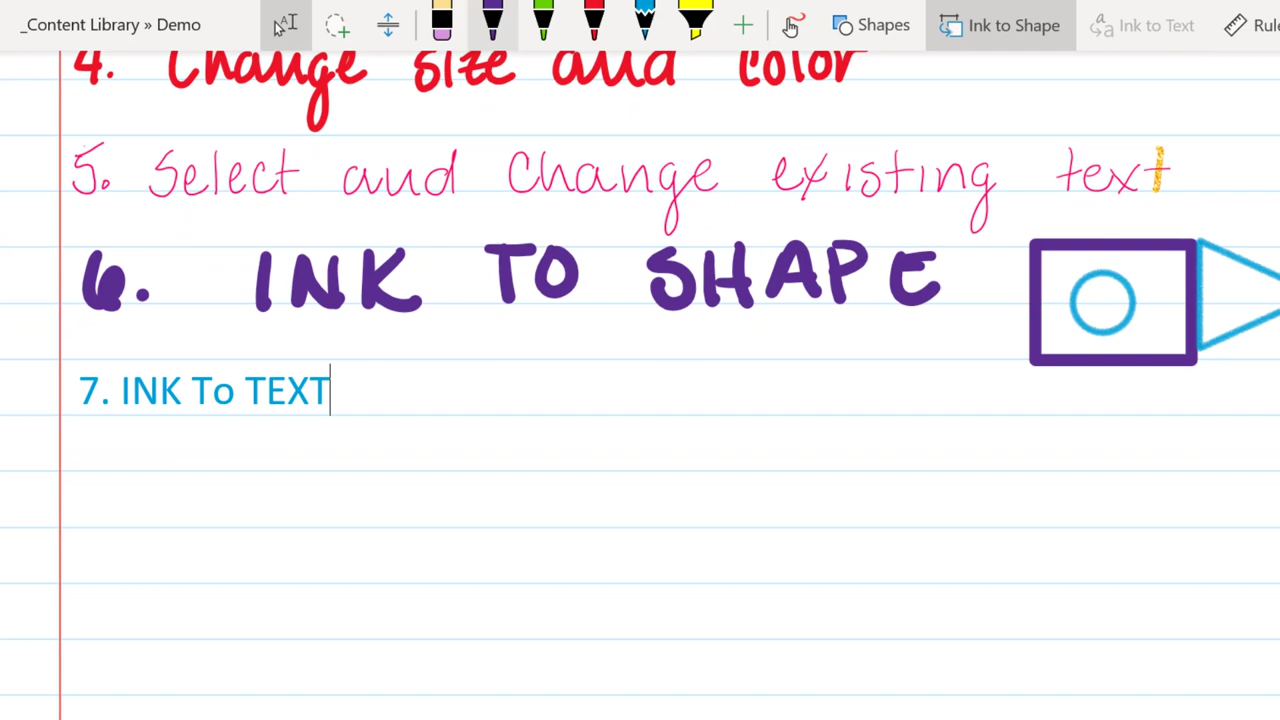 _Content Library » Demo Shapes Ink to Shape Ink to Text Rule
4. Change size and color
5. Select and Change existing text
6. INK TO SHAPE
7. INK To TEXT